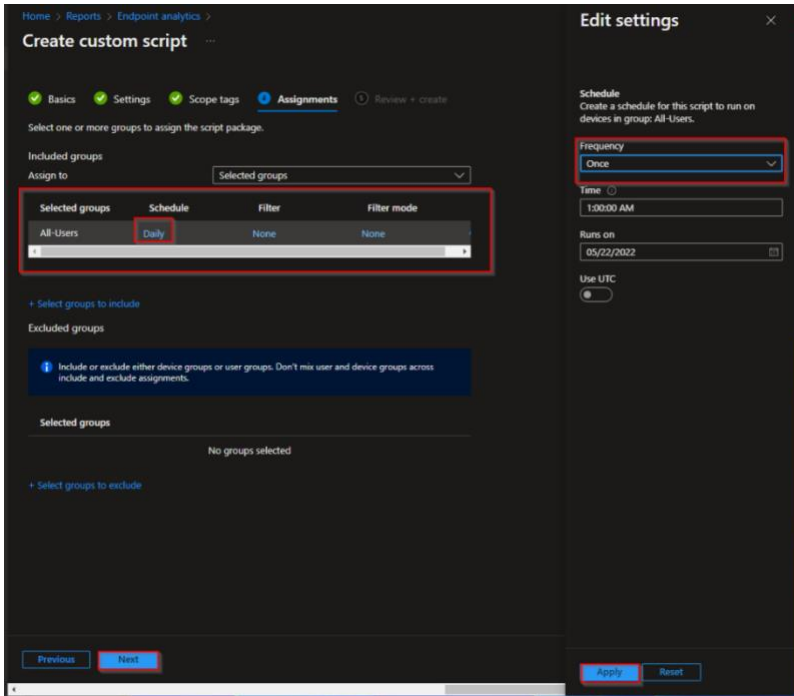 Home > Reports > Endpoint analytics >
Create custom script ...
Basics Settings Scope tags 4 Assignments 5 Review + create
Select one or more groups to assign the script package.
Included groups
Assign to Selected groups
Selected groups Schedule Filter Filter mode
All-Users Daily None None
+ Select groups to include
Excluded groups
Include or exclude either device groups or user groups. Don't mix user and device groups across
include and exclude assignments.
Selected groups
No groups selected
+ Select groups to exclude
Previous Next
Edit settings
Schedule
Create a schedule for this script to run on
devices in group: All-Users.
Frequency
Once
Time
1:00:00 AM
Runs on
05/22/2022
Use UTC
Apply Reset